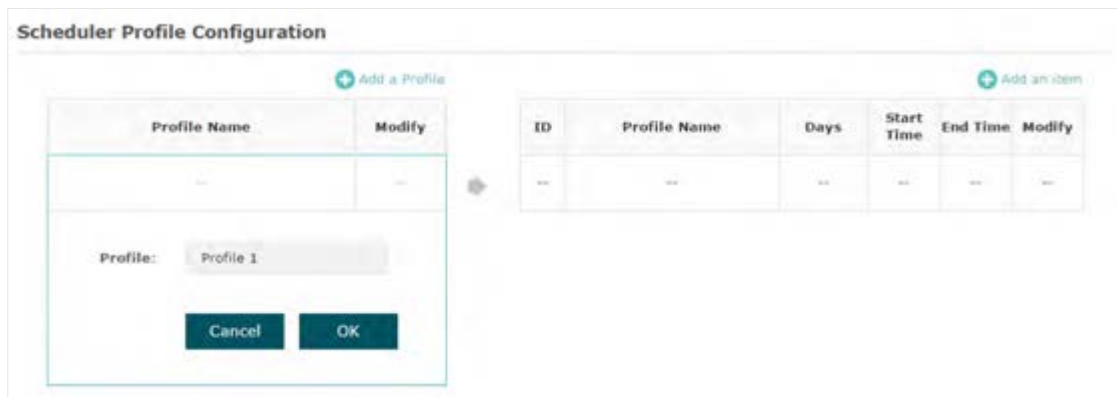 Scheduler Profile Configuration
Add a Profile
Add an item
Profile Name Modify
ID Profile Name Days Start Time End Time Modify
-- --
-- -- -- -- -- --
Profile: Profile 1
Cancel OK